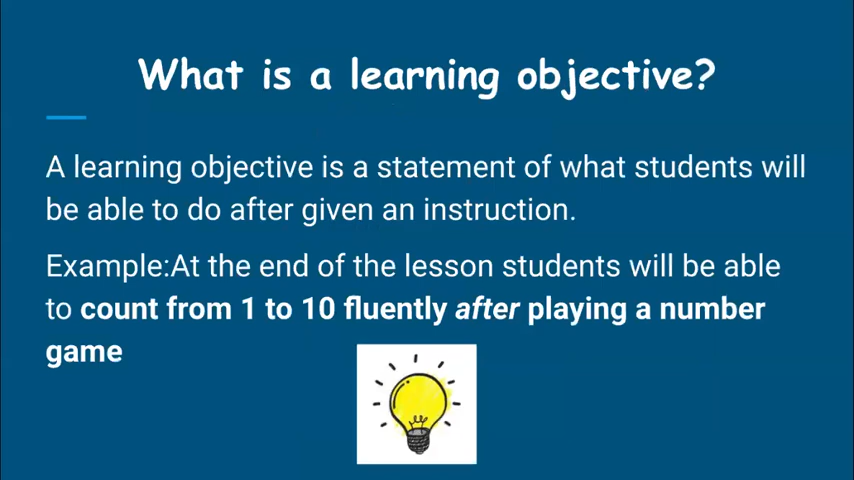 What is a learning objective?
A learning objective is a statement of what students will
be able to do after given an instruction.
Example:At the end of the lesson students will be able
to count from 1 to 10 fluently after playing a number
game